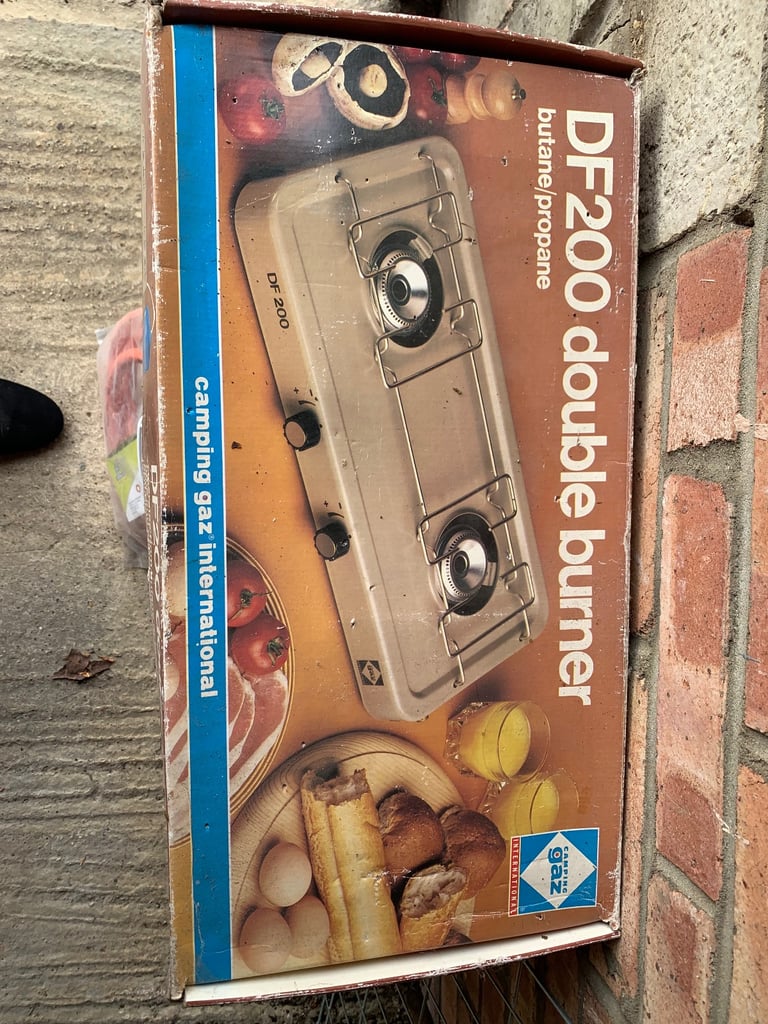 DF200 double burner
butane/propane
DF 200
CAMPING
gaz
INTERNATIONAL
camping gaz® international